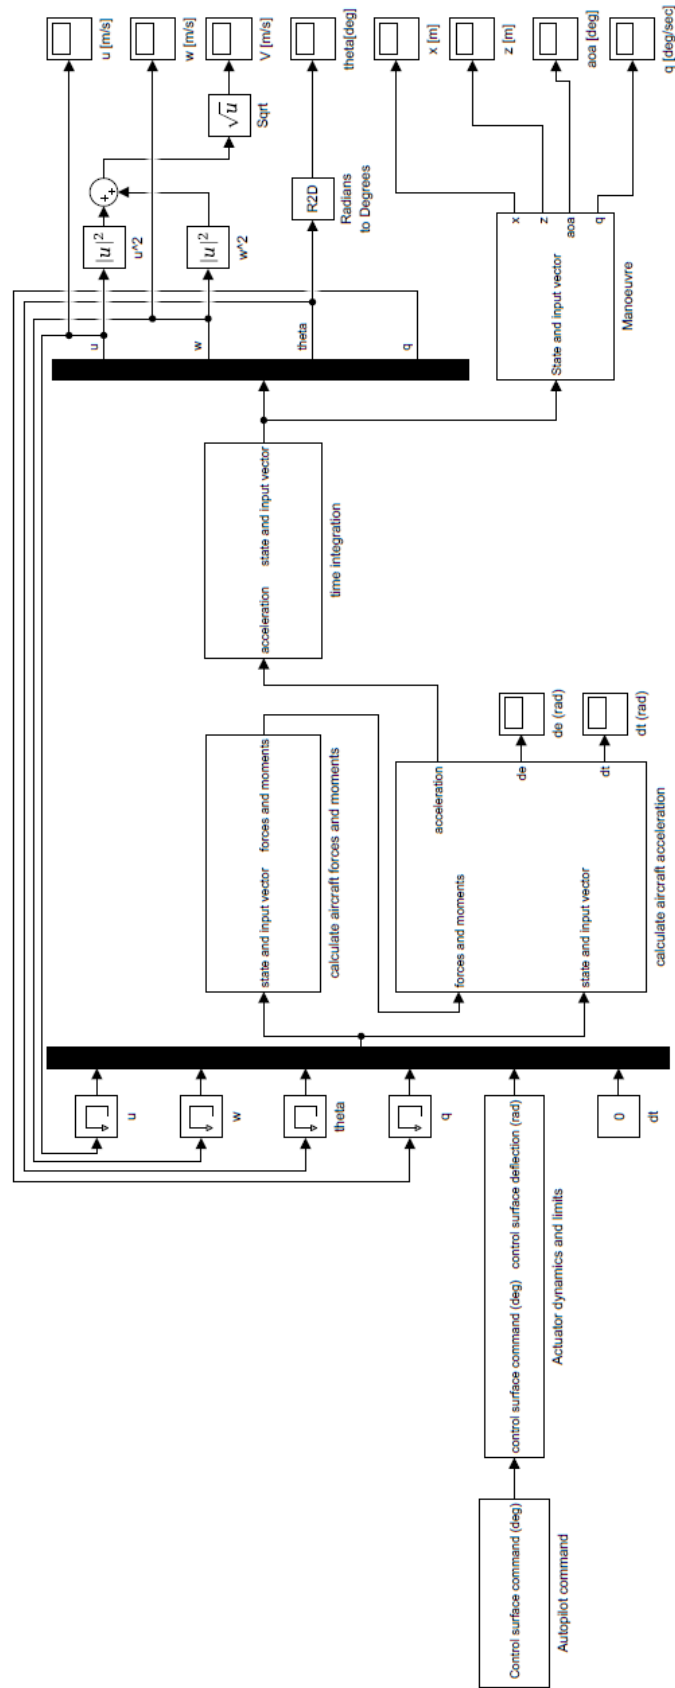 Control surface command (deg)
Autopilot command
control surface command (deg) control surface deflection (rad)
Actuator dynamics and limits
u
w
theta
q
0
dt
state and input vector forces and moments
calculate aircraft forces and moments
forces and moments
state and input vector
acceleration
de
dt
calculate aircraft acceleration
de (rad)
dt (rad)
acceleration state and input vector
time integration
u
w
theta
q
|u|²
u^2
|u|²
w^2
+
+
√u
Sqrt
R2D
Radians
to Degrees
State and input vector
x
z
aoa
q
Manoeuvre
u [m/s]
w [m/s]
V [m/s]
theta[deg]
x [m]
z [m]
aoa [deg]
q [deg/sec]